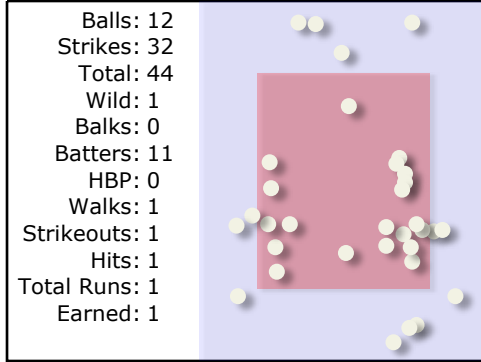 Balls: 12
Strikes: 32
Total: 44
Wild: 1
Balks: 0
Batters: 11
HBP: 0
Walks: 1
Strikeouts: 1
Hits: 1
Total Runs: 1
Earned: 1